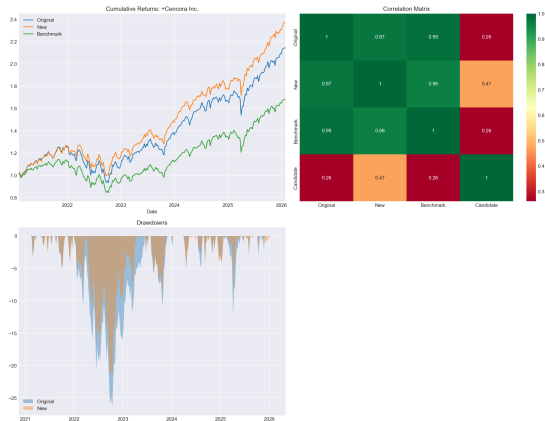 Cumulative Returns: +Cencora Inc.
Original
New
Benchmark
2.4
2.2
2.0
1.8
1.6
1.4
1.2
1.0
0.8
2022
2023
2024
2025
2026
Date
Correlation Matrix
Original
New
Benchmark
Candidate
1 0.97 0.99 0.26
0.97 1 0.96 0.47
0.99 0.96 1 0.26
0.26 0.47 0.26 1
Original New Benchmark Candidate
1.0
0.9
0.8
0.7
0.6
0.5
0.4
0.3
Drawdowns
0
−5
−10
−15
−20
−25
Original
New
2021 2022 2023 2024 2025 2026